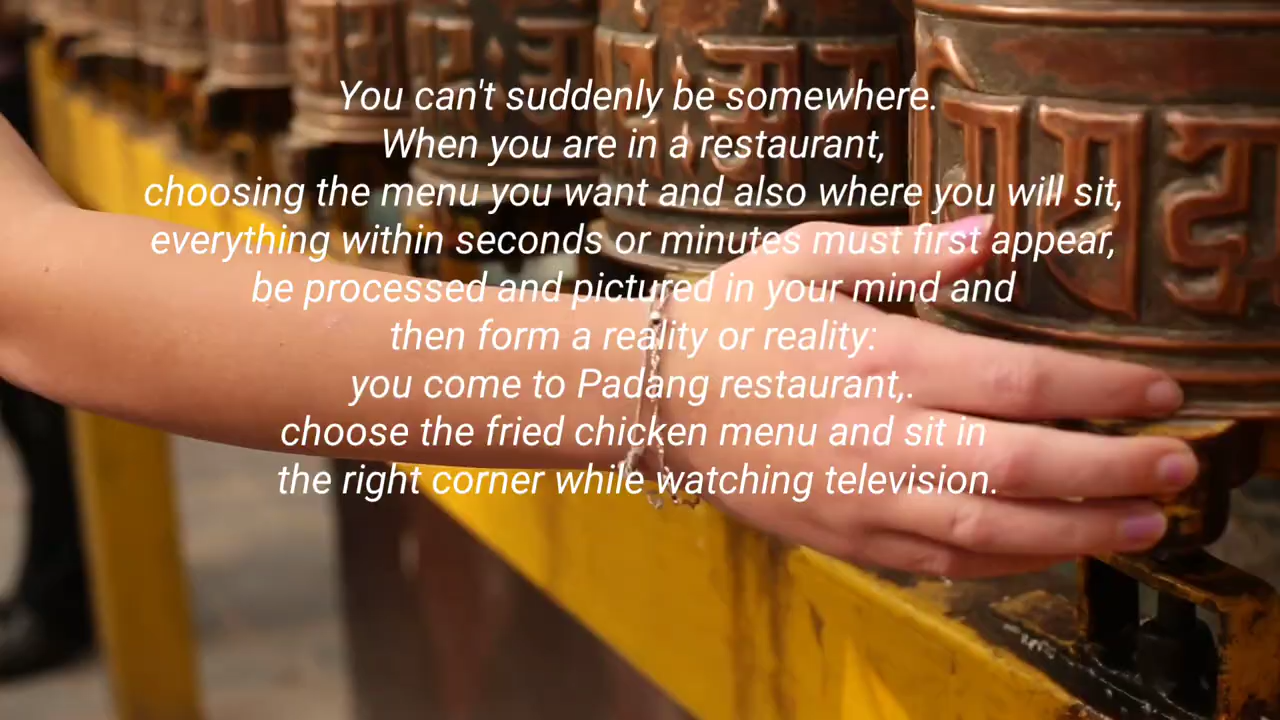 You can't suddenly be somewhere.
When you are in a restaurant,
choosing the menu you want and also where you will sit,
everything within seconds or minutes must first appear,
be processed and pictured in your mind and
then form a reality or reality:
you come to Padang restaurant,.
choose the fried chicken menu and sit in
the right corner while watching television.